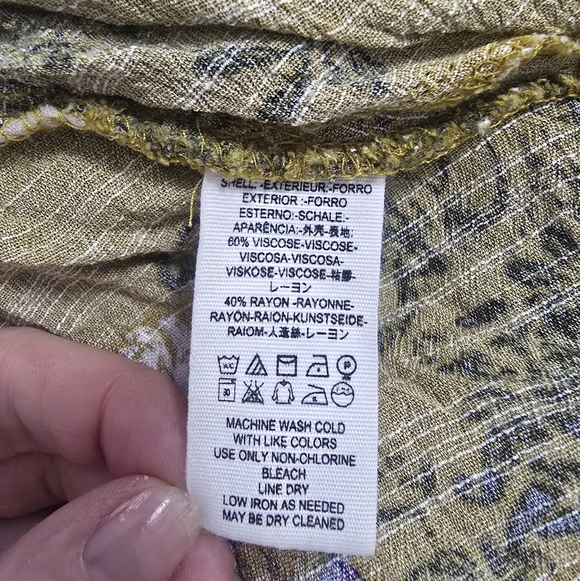 SHELL: -EXTÉRIEUR:-FORRO
EXTERIOR :-FORRO
ESTERNO:-SCHALE:-
APARÊNCIA:-外壳-表地:
60% VISCOSE-VISCOSE-
VISCOSA-VISCOSA-
VISKOSE-VISCOSE-粘膠-
レーヨン
40% RAYON -RAYONNE-
RAYÓN-RAION-KUNSTSEIDE-
RAIOM-人造絲-レーヨン
P
30
MACHINE WASH COLD
WITH LIKE COLORS
USE ONLY NON-CHLORINE
BLEACH
LINE DRY
LOW IRON AS NEEDED
MAY BE DRY CLEANED